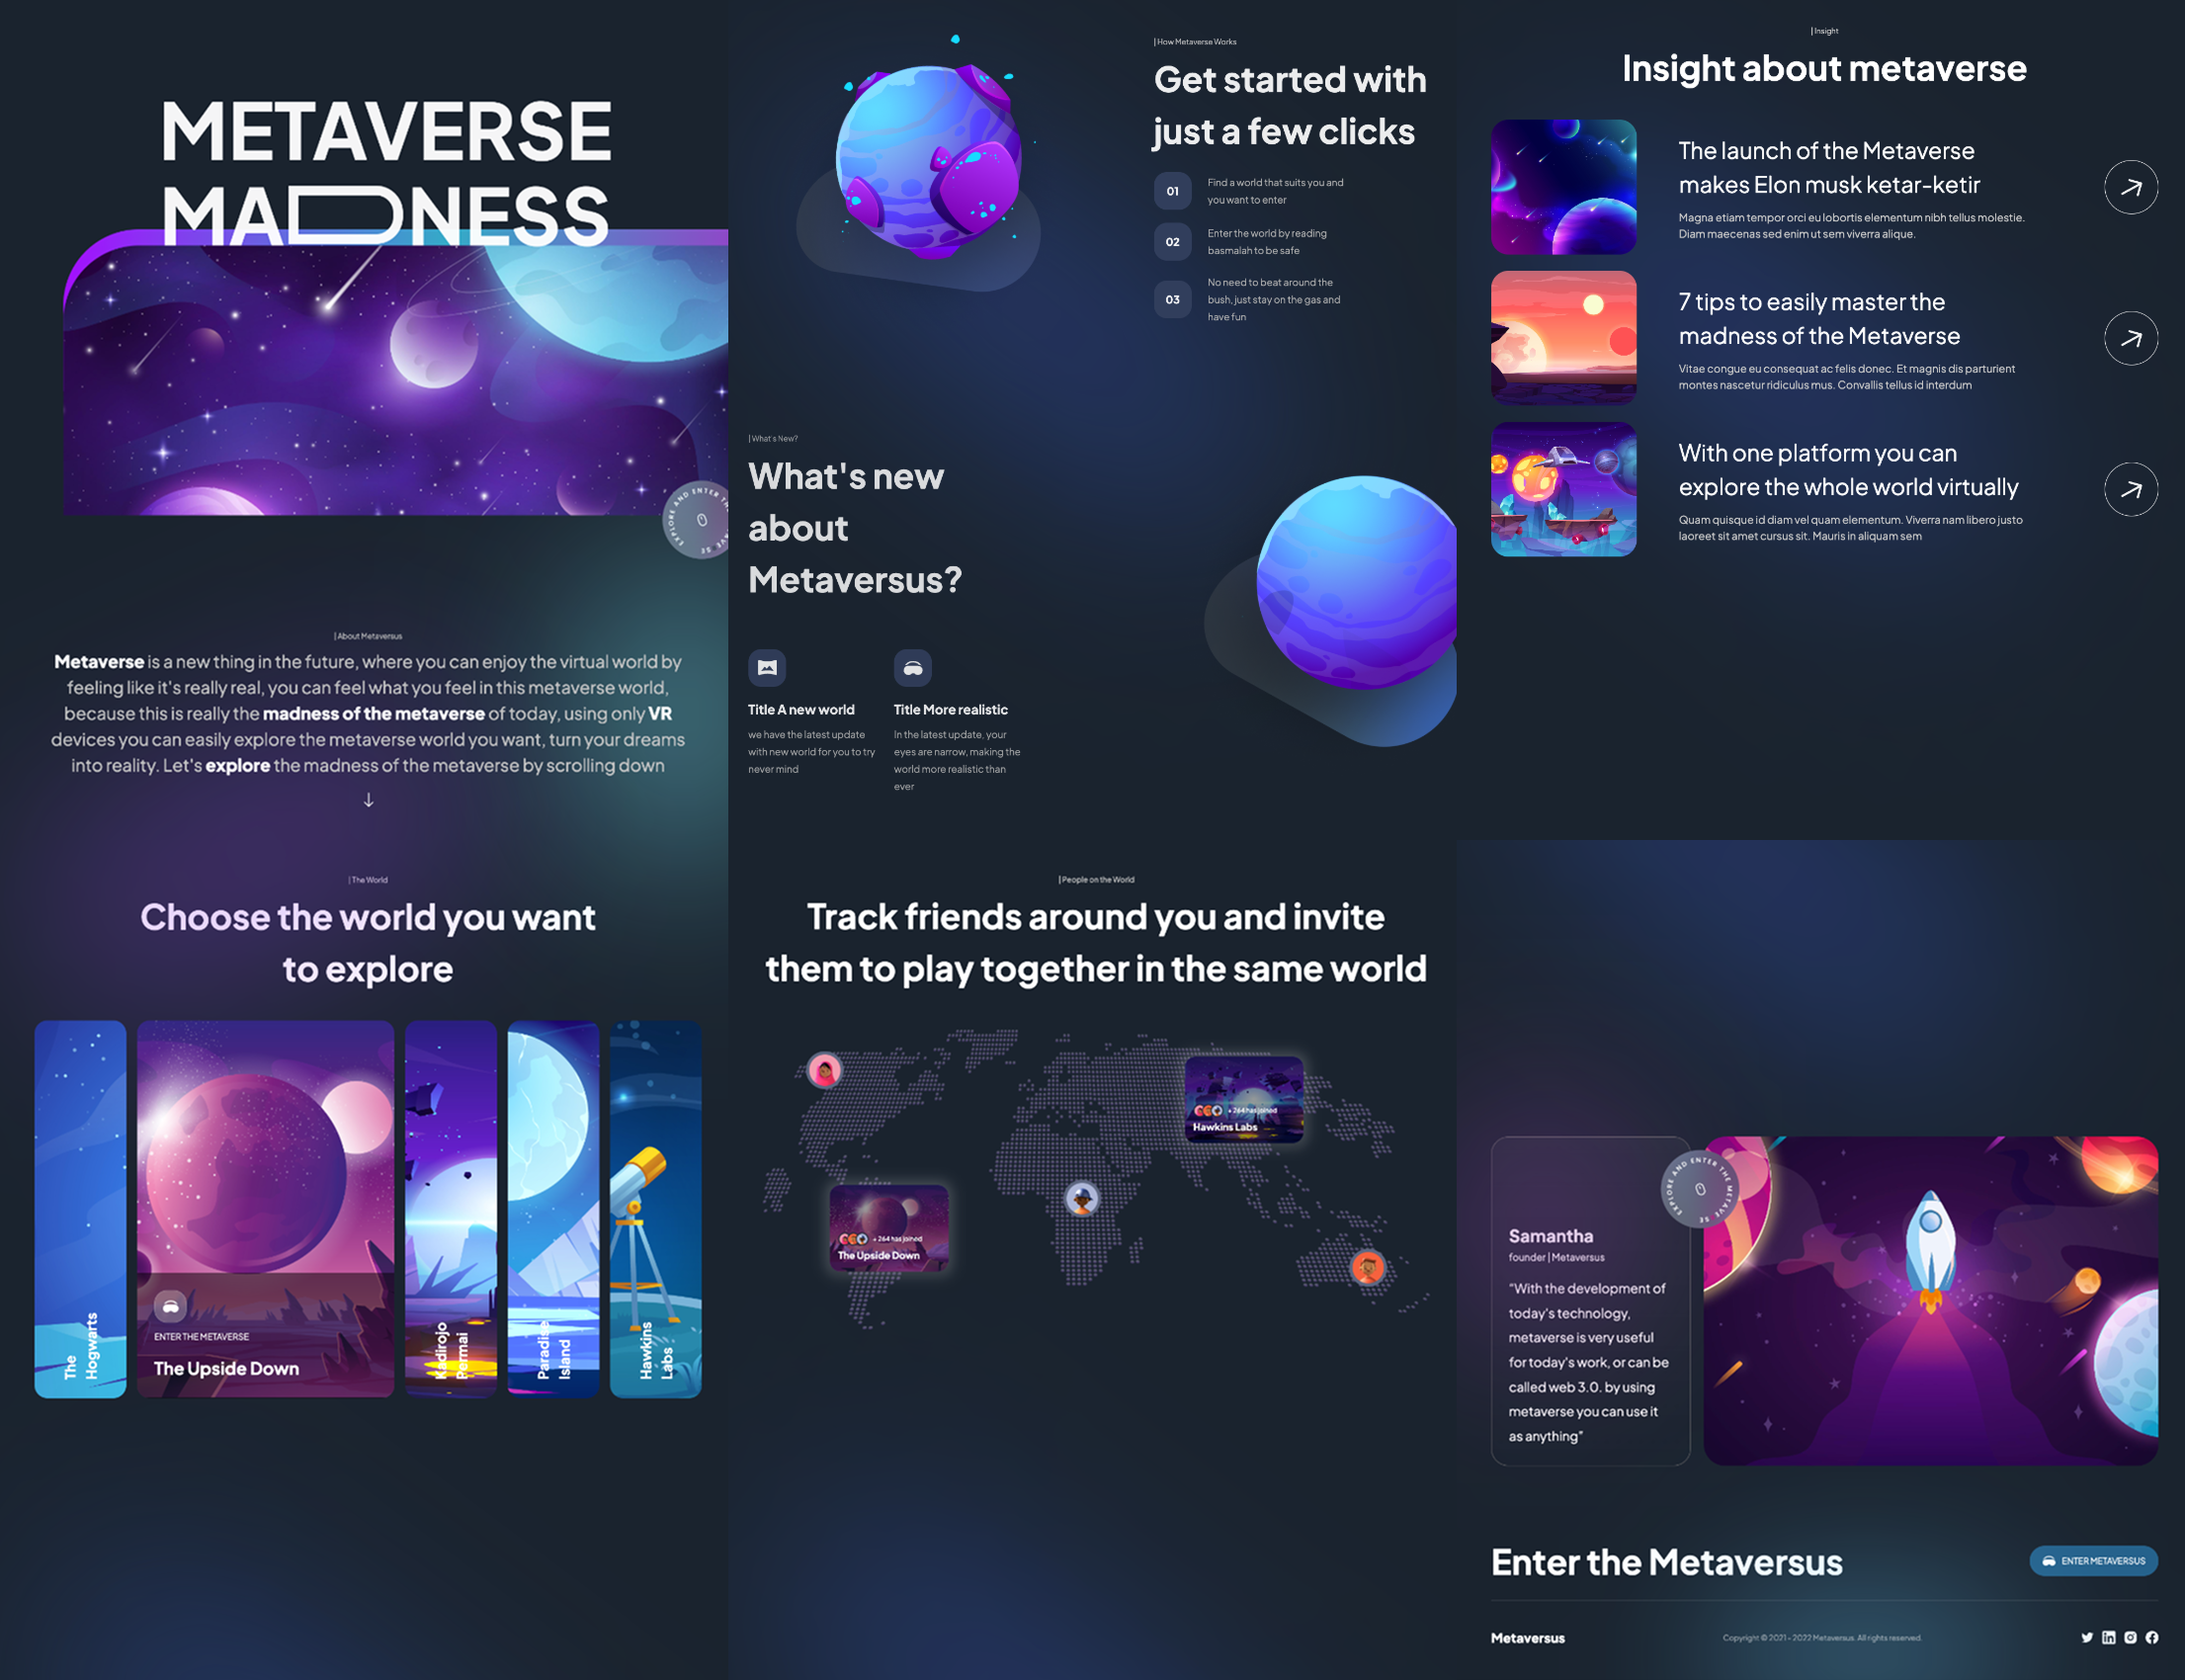 METAVERSE
MADNESS
EXPLORE AND ENTER TH
AVE SE
| About Metaversus
Metaverse is a new thing in the future, where you can enjoy the virtual world by
feeling like it's really real, you can feel what you feel in this metaverse world,
because this is really the madness of the metaverse of today, using only VR
devices you can easily explore the metaverse world you want, turn your dreams
into reality. Let's explore the madness of the metaverse by scrolling down
| The World
Choose the world you want
to explore
The
Hogwarts
ENTER THE METAVERSE
The Upside Down
Kadirojo
Permai
Paradise
Island
Hawkins
Labs
| How Metaverse Works
Get started with
just a few clicks
01
Find a world that suits you and
you want to enter
02
Enter the world by reading
basmalah to be safe
03
No need to beat around the
bush, just stay on the gas and
have fun
| What's New?
What's new
about
Metaversus?
Title A new world
we have the latest update
with new world for you to try
never mind
Title More realistic
In the latest update, your
eyes are narrow, making the
world more realistic than
ever
| People on the World
Track friends around you and invite
them to play together in the same world
+ 264 has joined
Hawkins Labs
+ 264 has joined
The Upside Down
| Insight
Insight about metaverse
The launch of the Metaverse
makes Elon musk ketar-ketir
Magna etiam tempor orci eu lobortis elementum nibh tellus molestie.
Diam maecenas sed enim ut sem viverra alique.
7 tips to easily master the
madness of the Metaverse
Vitae congue eu consequat ac felis donec. Et magnis dis parturient
montes nascetur ridiculus mus. Convallis tellus id interdum
With one platform you can
explore the whole world virtually
Quam quisque id diam vel quam elementum. Viverra nam libero justo
laoreet sit amet cursus sit. Mauris in aliquam sem
EXPLORE AND ENTER THE METAVE SE
Samantha
founder | Metaversus
“With the development of
today's technology,
metaverse is very useful
for today's work, or can be
called web 3.0. by using
metaverse you can use it
as anything”
Enter the Metaversus
ENTER METAVERSUS
Metaversus
Copyright © 2021 - 2022 Metaversus. All rights reserved.